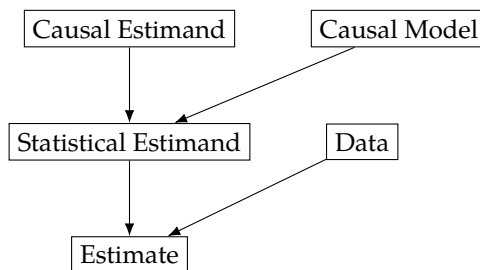 Causal Estimand
Causal Model
Statistical Estimand
Data
Estimate